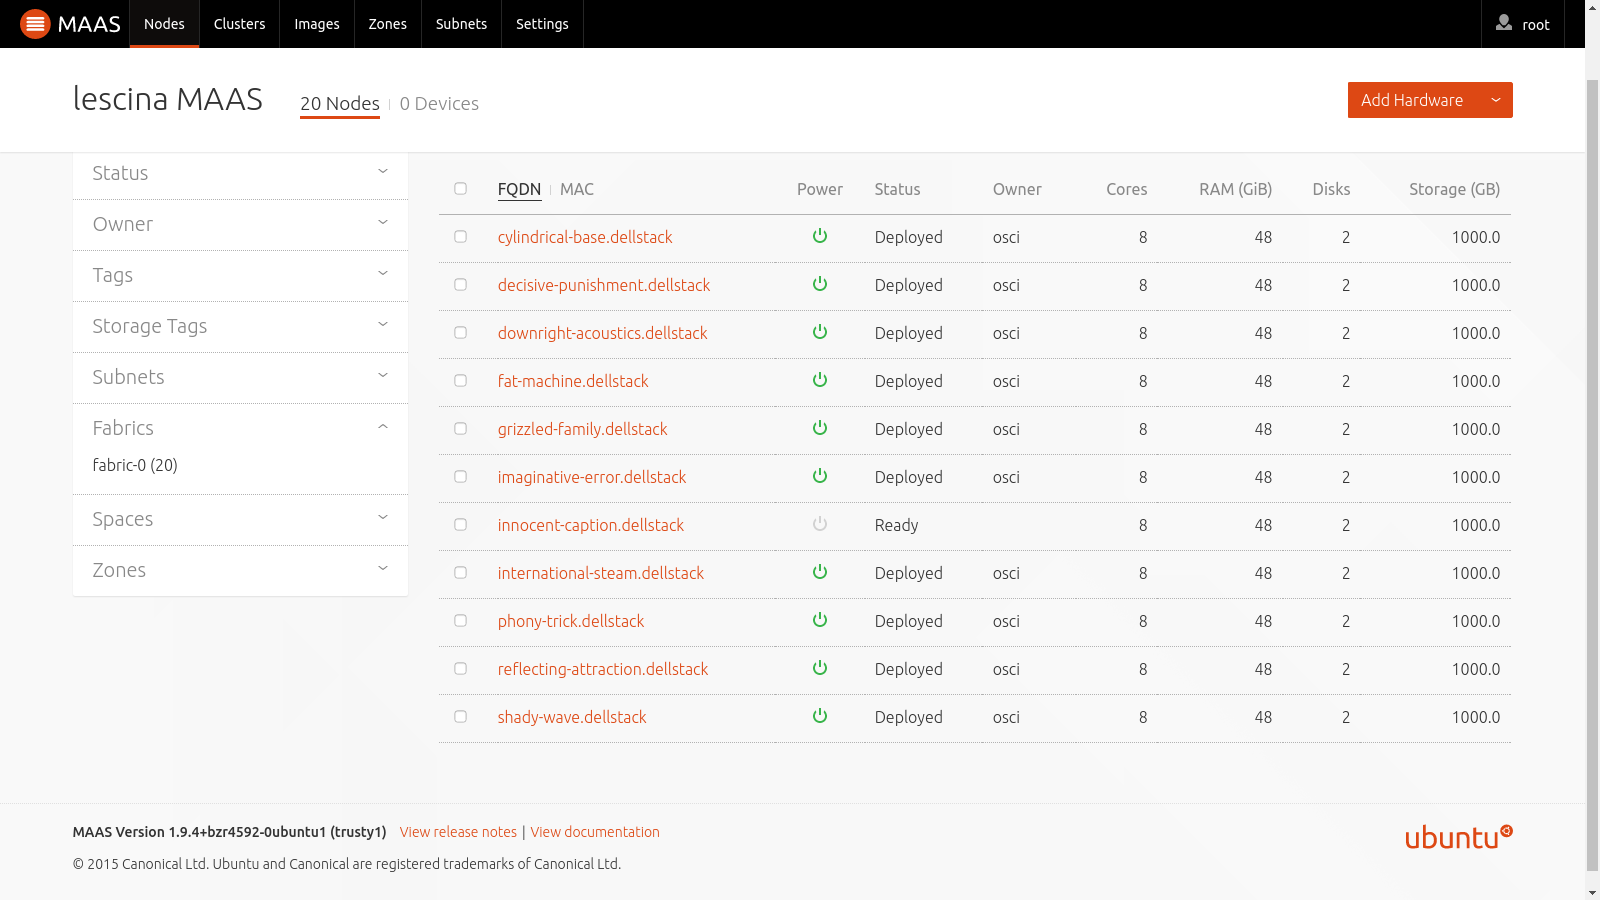 MAAS Nodes Clusters Images Zones Subnets Settings root
lescina MAAS 20 Nodes 0 Devices Add Hardware
Status
Owner
Tags
Storage Tags
Subnets
Fabrics
fabric-0 (20)
Spaces
Zones
FQDN MAC Power Status Owner Cores RAM (GiB) Disks Storage (GB)
cylindrical-base.dellstack Deployed osci 8 48 2 1000.0
decisive-punishment.dellstack Deployed osci 8 48 2 1000.0
downright-acoustics.dellstack Deployed osci 8 48 2 1000.0
fat-machine.dellstack Deployed osci 8 48 2 1000.0
grizzled-family.dellstack Deployed osci 8 48 2 1000.0
imaginative-error.dellstack Deployed osci 8 48 2 1000.0
innocent-caption.dellstack Ready 8 48 2 1000.0
international-steam.dellstack Deployed osci 8 48 2 1000.0
phony-trick.dellstack Deployed osci 8 48 2 1000.0
reflecting-attraction.dellstack Deployed osci 8 48 2 1000.0
shady-wave.dellstack Deployed osci 8 48 2 1000.0
MAAS Version 1.9.4+bzr4592-0ubuntu1 (trusty1) View release notes | View documentation
ubuntu
© 2015 Canonical Ltd. Ubuntu and Canonical are registered trademarks of Canonical Ltd.